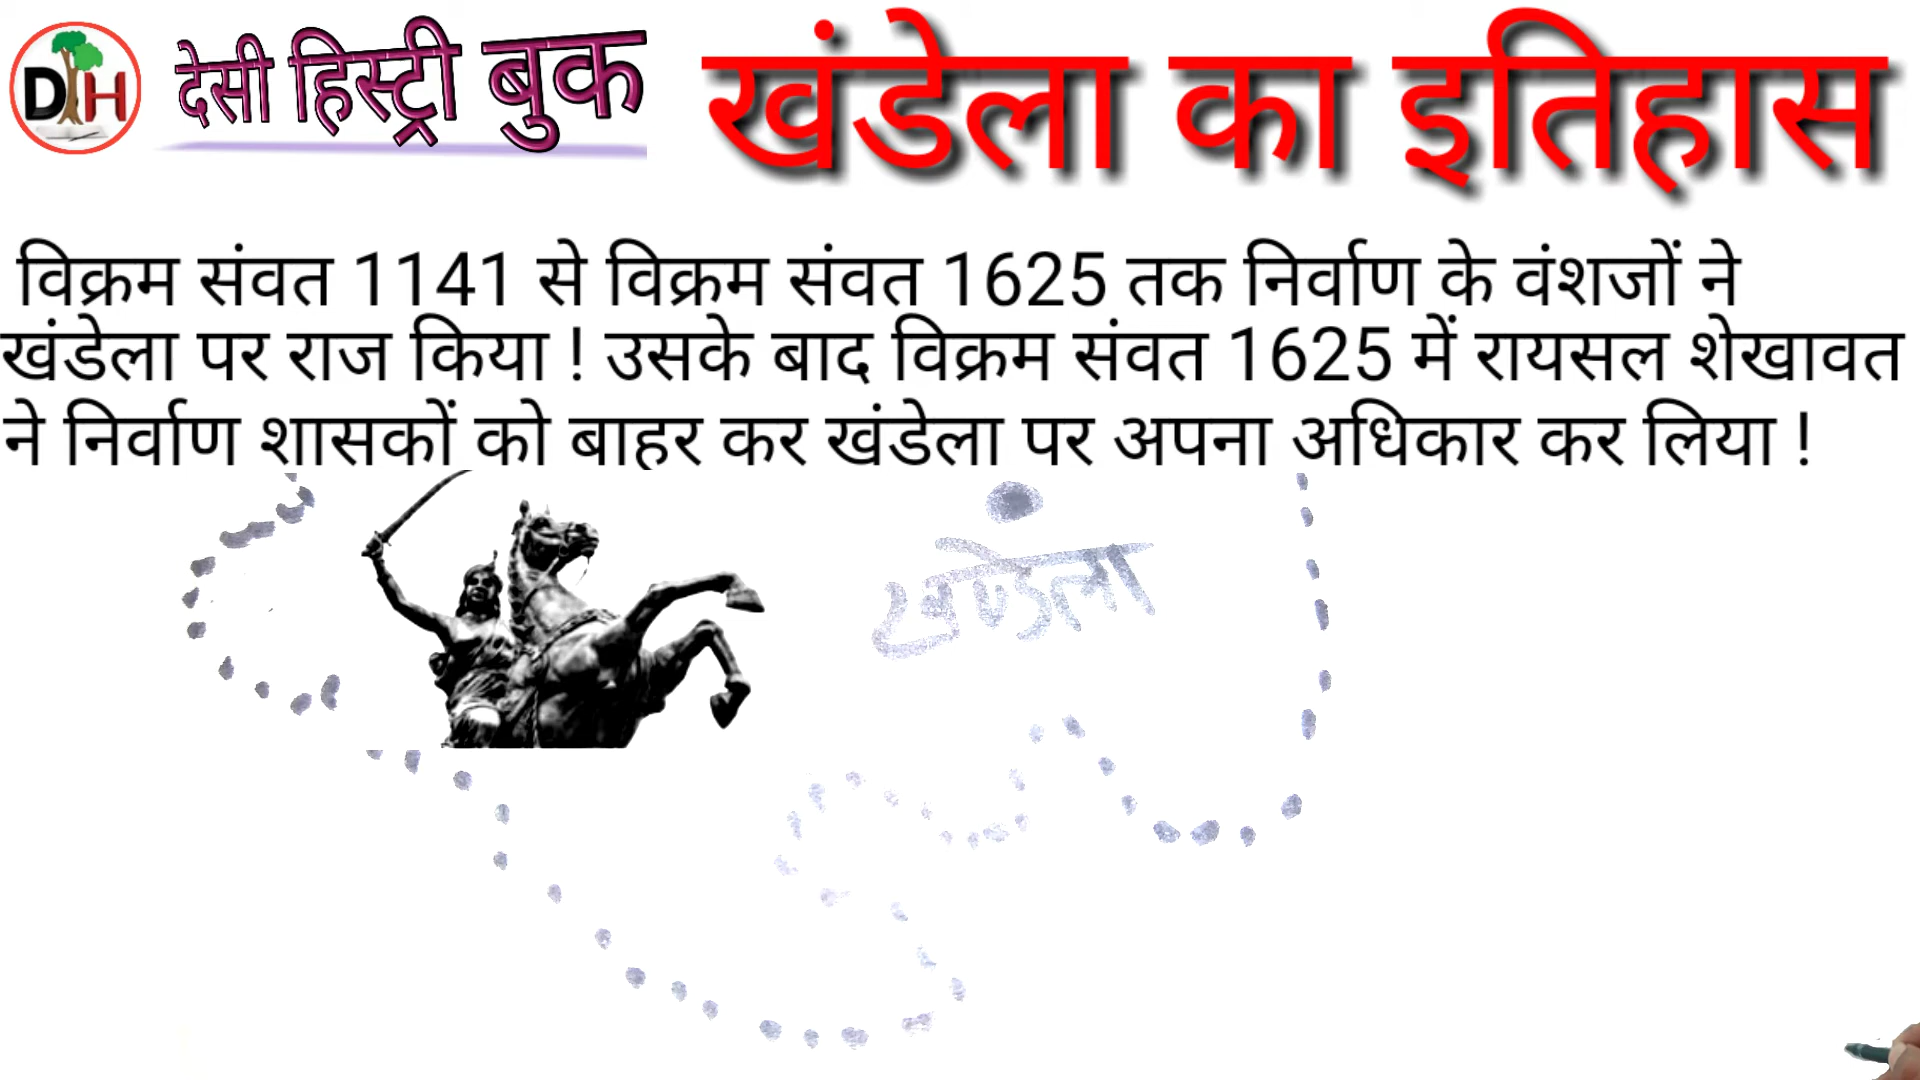 DH
देसी हिस्ट्री बुक
खंडेला का इतिहास
विक्रम संवत 1141 से विक्रम संवत 1625 तक निर्वाण के वंशजों ने
खंडेला पर राज किया ! उसके बाद विक्रम संवत 1625 में रायसल शेखावत
ने निर्वाण शासकों को बाहर कर खंडेला पर अपना अधिकार कर लिया !
खण्डेला